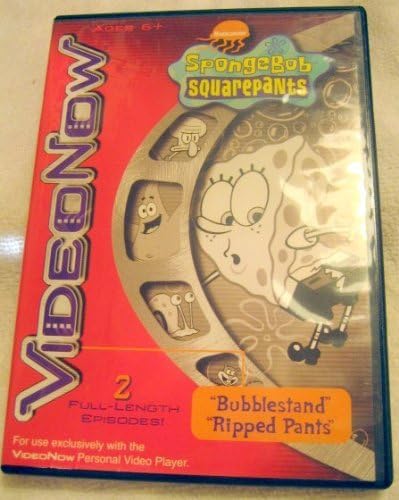 AGES 6+
NICKELODEON
SpongeBob
SQUAREPANTS
VIDEONOW
2
FULL-LENGTH
EPISODES!
"Bubblestand"
"Ripped Pants"
For use exclusively with the
VIDEONOW Personal Video Player.